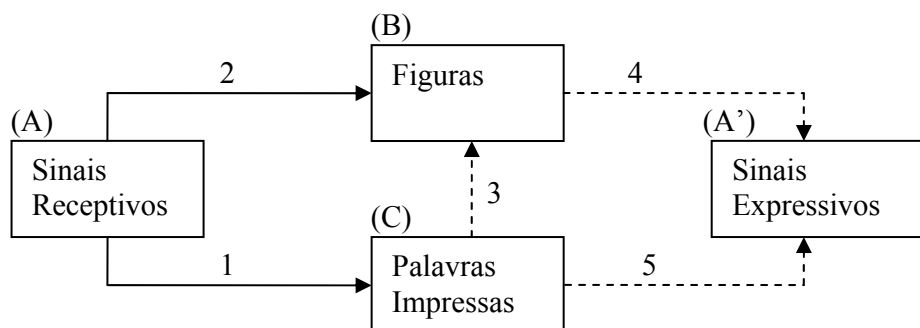 (B)
2
Figuras
4
(A)
(A’)
Sinais
Receptivos
3
Sinais
Expressivos
(C)
1
Palavras
Impressas
5